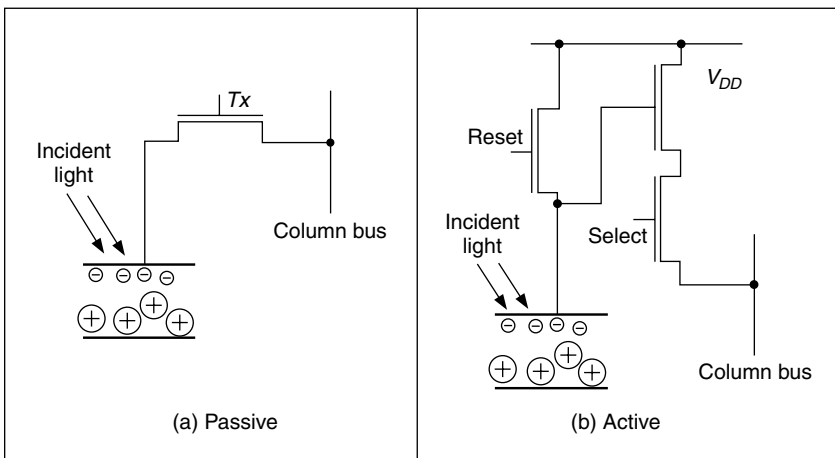 Tx
Incident
light
Column bus
(a) Passive
V_DD
Reset
Incident
light
Select
Column bus
(b) Active